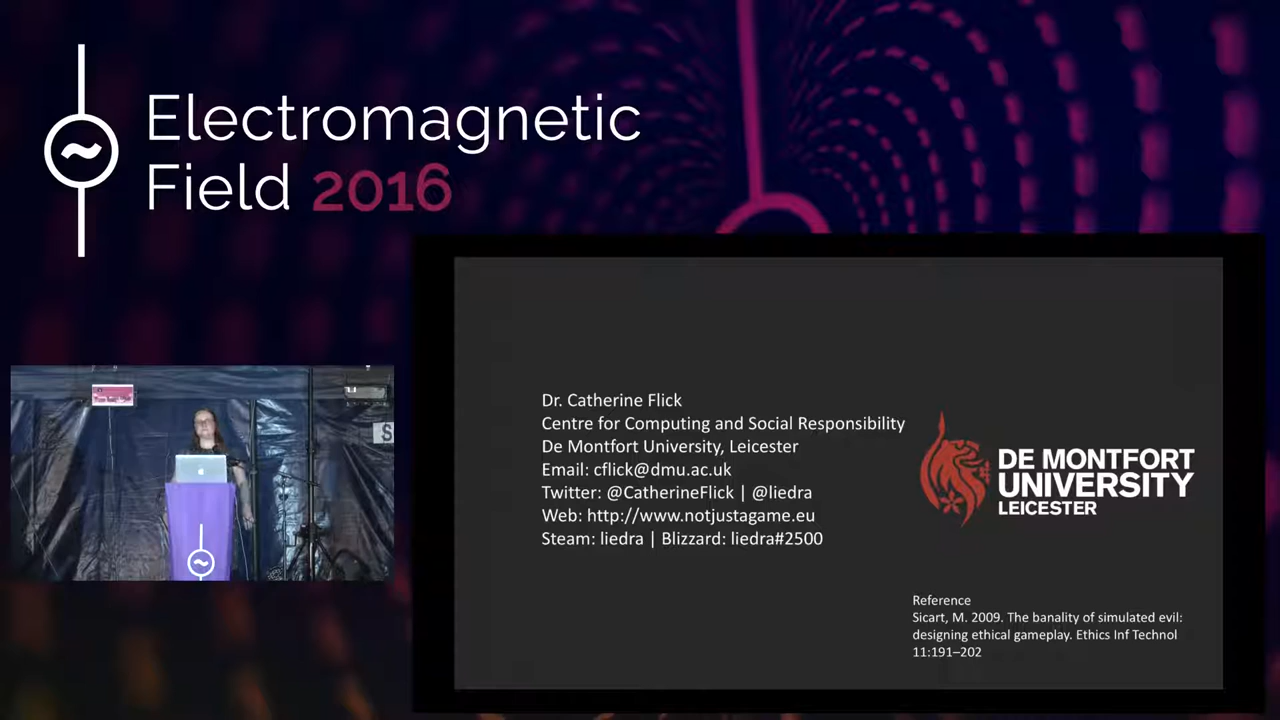 Electromagnetic
Field 2016
S
Dr. Catherine Flick
Centre for Computing and Social Responsibility
De Montfort University, Leicester
Email: cflick@dmu.ac.uk
Twitter: @CatherineFlick | @liedra
Web: http://www.notjustagame.eu
Steam: liedra | Blizzard: liedra#2500
DE MONTFORT
UNIVERSITY
LEICESTER
Reference
Sicart, M. 2009. The banality of simulated evil:
designing ethical gameplay. Ethics Inf Technol
11:191–202